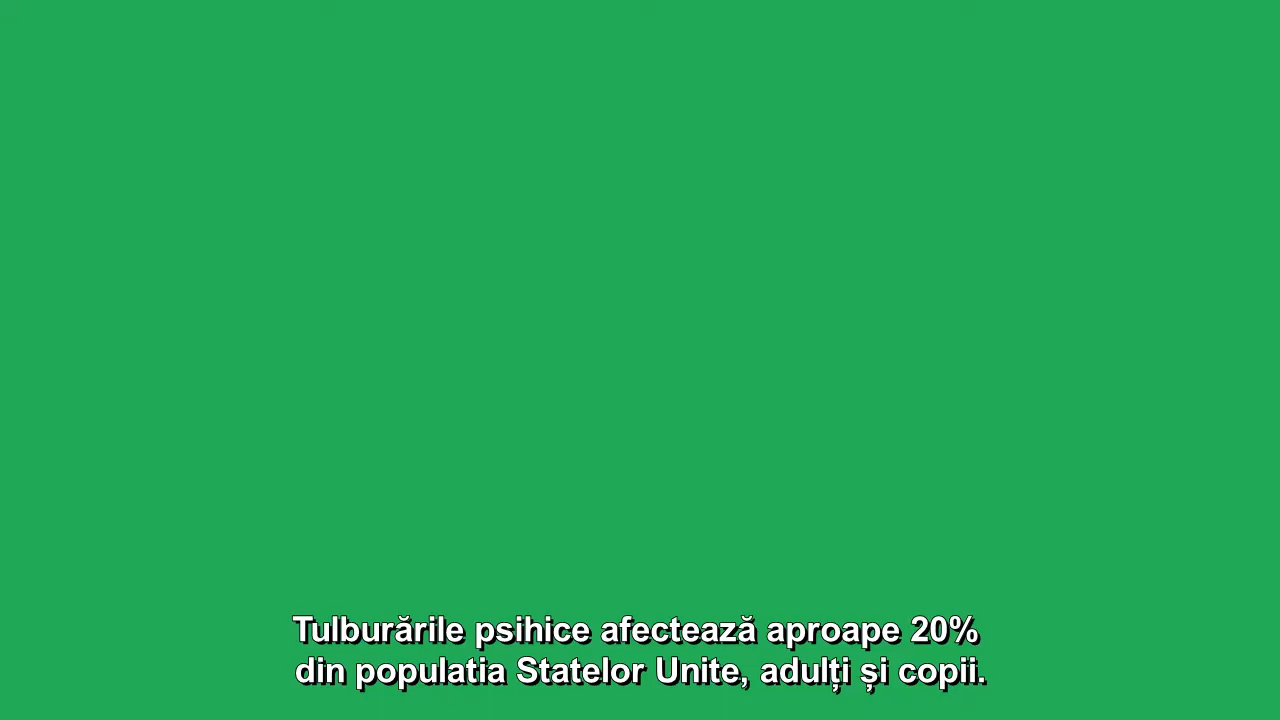 Tulburările psihice afectează aproape 20%
din populatia Statelor Unite, adulți și copii.